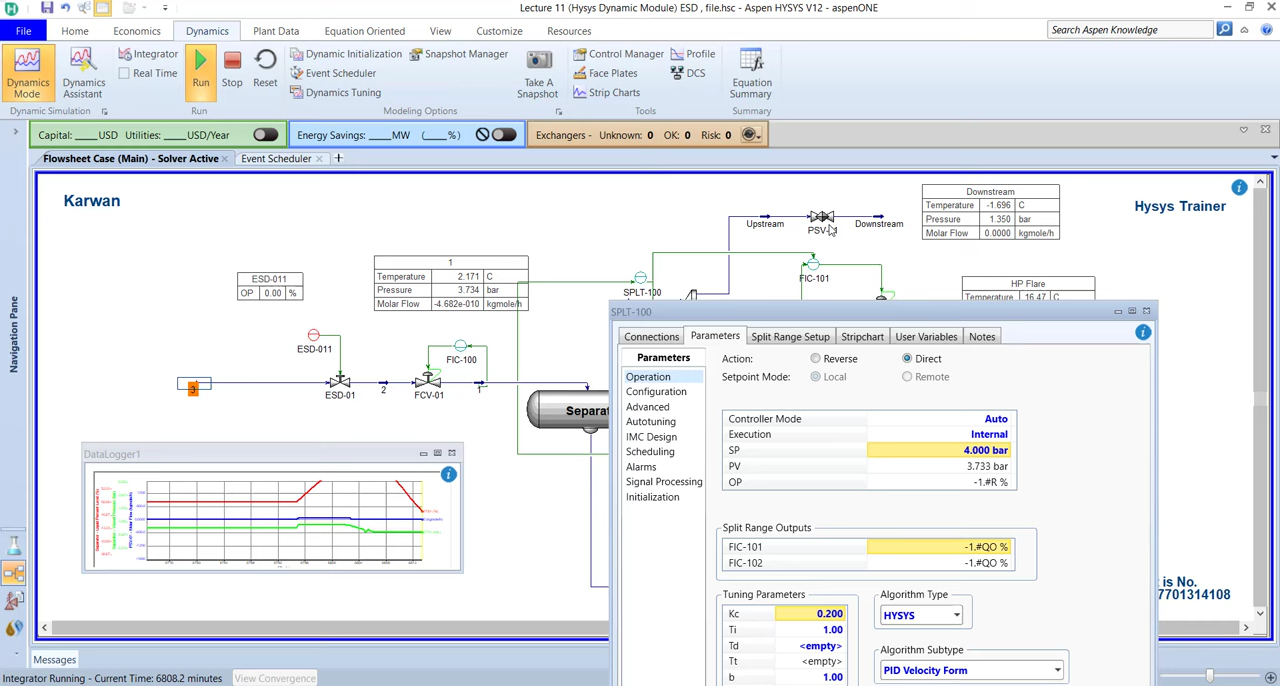 Lecture 11 (Hysys Dynamic Module) ESD , file.hsc - Aspen HYSYS V12 - aspenONE
File Home Economics Dynamics Plant Data Equation Oriented View Customize Resources
Search Aspen Knowledge
Dynamics Mode
Dynamics Assistant
Integrator
Real Time
Run
Stop
Reset
Dynamic Initialization
Snapshot Manager
Event Scheduler
Dynamics Tuning
Take A Snapshot
Control Manager
Profile
Face Plates
DCS
Strip Charts
Equation Summary
Dynamic Simulation
Run
Modeling Options
Tools
Summary
Capital: ____USD Utilities: ____USD/Year
Energy Savings: ____MW (____%)
Exchangers - Unknown: 0 OK: 0 Risk: 0
Flowsheet Case (Main) - Solver Active
Event Scheduler
Navigation Pane
Karwan
Hysys Trainer
Downstream
Temperature -1.696 C
Pressure 1.350 bar
Molar Flow 0.0000 kgmole/h
Upstream
Downstream
1
Temperature 2.171 C
Pressure 3.734 bar
Molar Flow -4.682e-010 kgmole/h
ESD-011
OP 0.00 %
SPLT-100
FIC-101
HP Flare
Temperature 16.47 C
ESD-011
FIC-100
3
ESD-01
2
FCV-01
1
DataLogger1
SPLT-100
Connections Parameters Split Range Setup Stripchart User Variables Notes
Parameters
Operation
Configuration
Advanced
Autotuning
IMC Design
Scheduling
Alarms
Signal Processing
Initialization
Action: Reverse Direct
Setpoint Mode: Local Remote
Controller Mode Auto
Execution Internal
SP 4.000 bar
PV 3.733 bar
OP -1.#R %
Split Range Outputs
FIC-101 -1.#QO %
FIC-102 -1.#QO %
Tuning Parameters
Kc 0.200
Ti 1.00
Td <empty>
Tt <empty>
b 1.00
Algorithm Type
HYSYS
Algorithm Subtype
PID Velocity Form
t is No.
7701314108
Messages
Integrator Running - Current Time: 6808.2 minutes
View Convergence